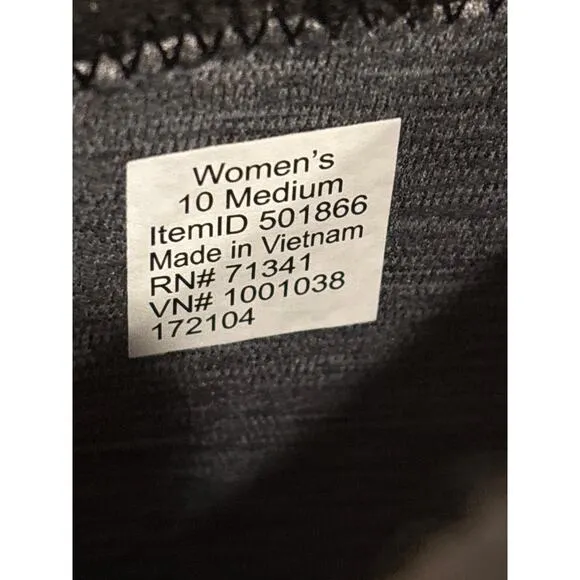 Women's
10 Medium
ItemID 501866
Made in Vietnam
RN# 71341
VN# 1001038
172104